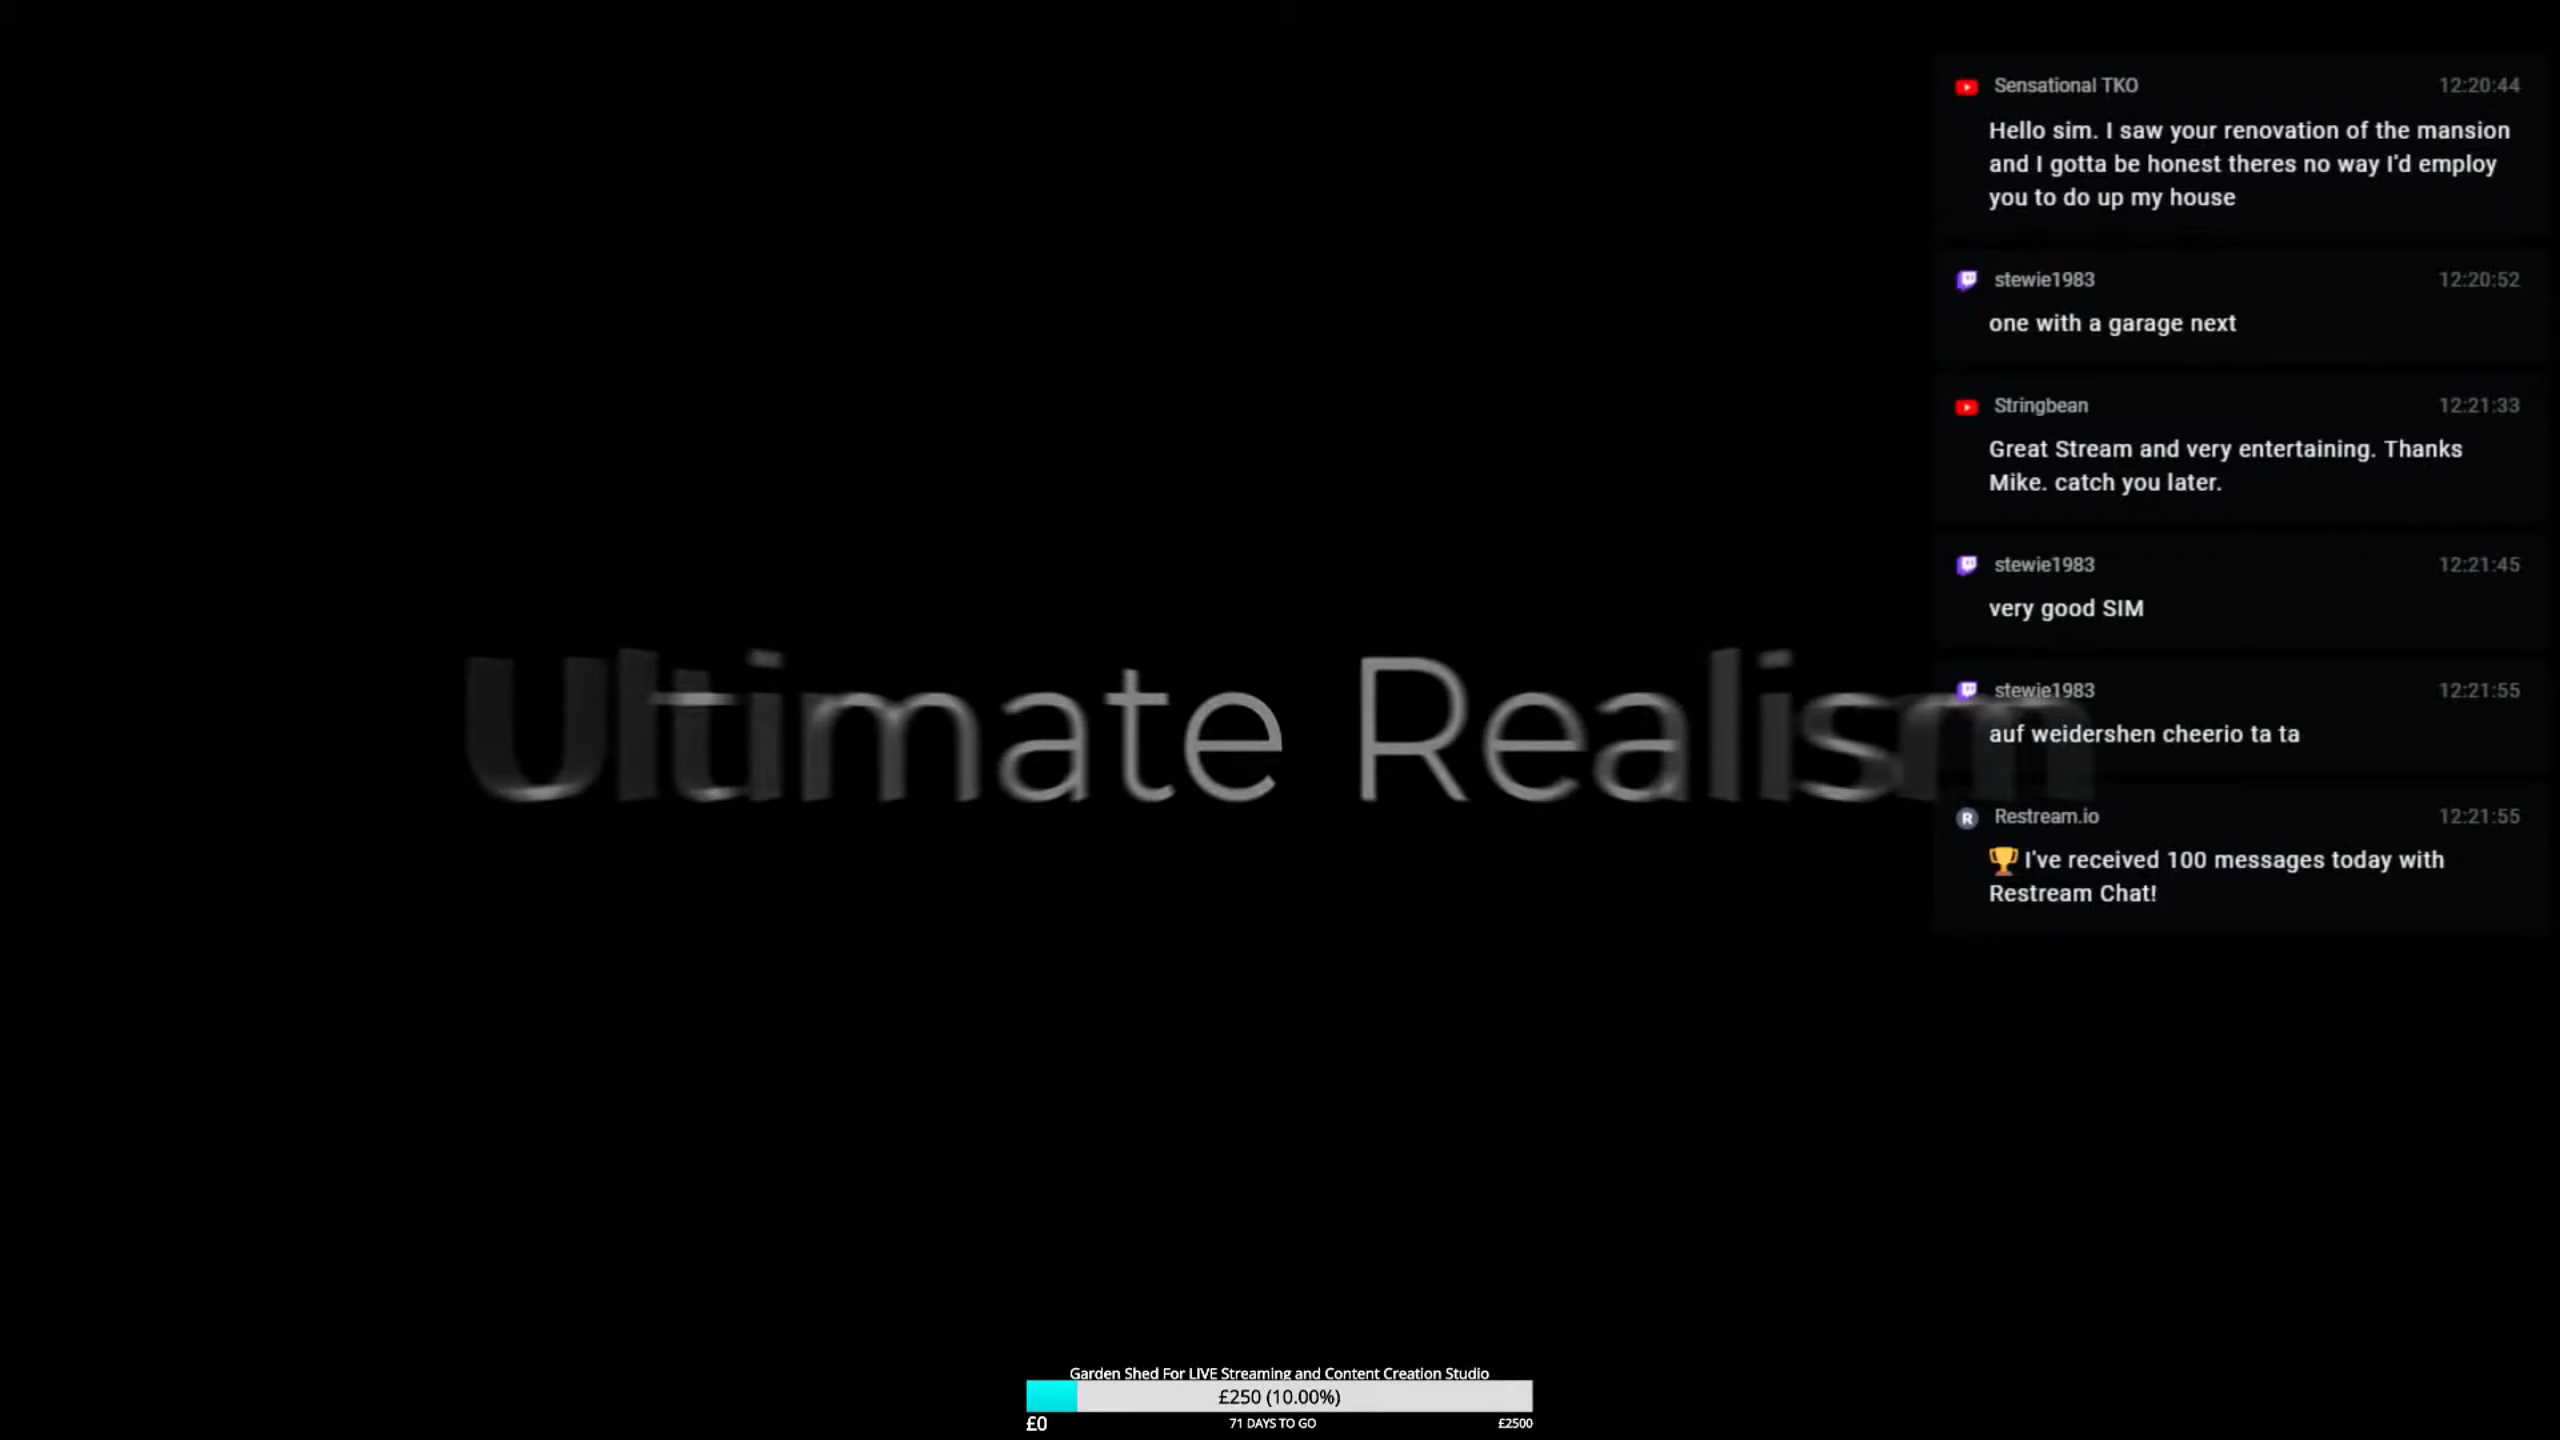 Sensational TKO 12:20:44
Hello sim. I saw your renovation of the mansion
and I gotta be honest theres no way I'd employ
you to do up my house
stewie1983 12:20:52
one with a garage next
Stringbean 12:21:33
Great Stream and very entertaining. Thanks
Mike. catch you later.
stewie1983 12:21:45
very good SIM
Ultimate Realism
stewie1983 12:21:55
auf weidershen cheerio ta ta
R Restream.io 12:21:55
🏆 I've received 100 messages today with
Restream Chat!
Garden Shed For LIVE Streaming and Content Creation Studio
£250 (10.00%)
£0 71 DAYS TO GO £2500